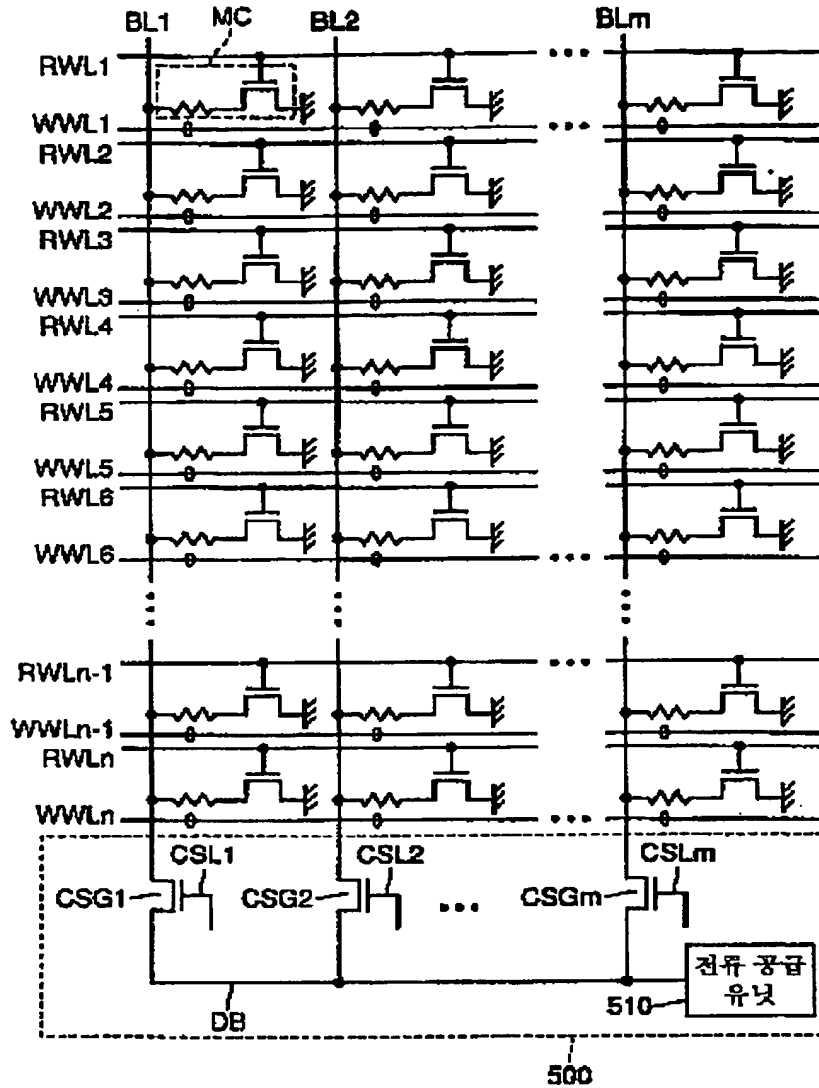 BL1 MC BL2 BLm
RWL1
WWL1
RWL2
WWL2
RWL3
WWL3
RWL4
WWL4
RWL5
WWL5
RWL6
WWL6
RWLn-1
WWLn-1
RWLn
WWLn
CSL1 CSL2 CSLm
CSG1 CSG2 CSGm
전류 공급
유닛
510
DB
500